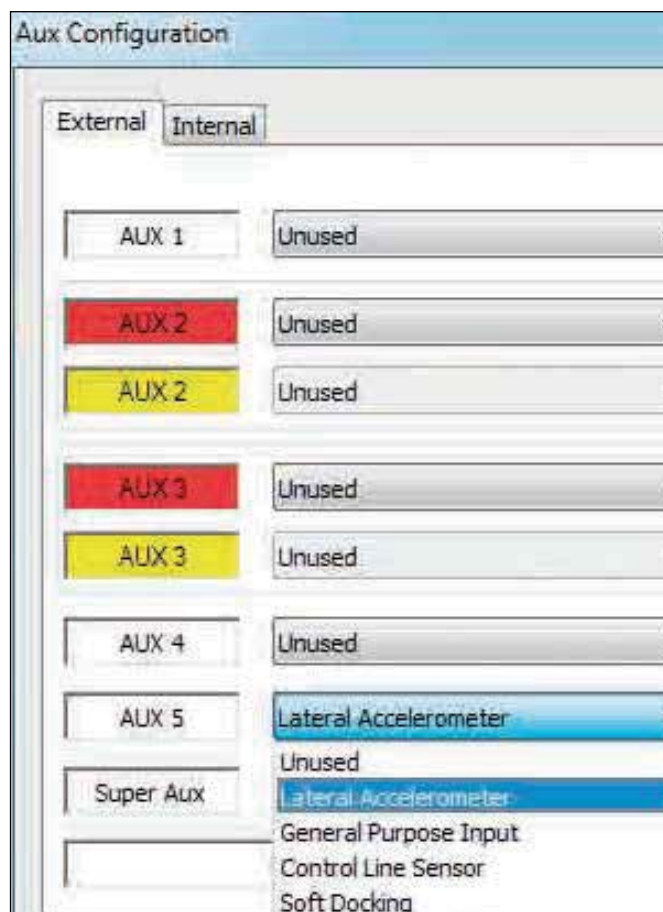 Aux Configuration
External Internal
AUX 1 Unused
AUX 2 Unused
AUX 2 Unused
AUX 3 Unused
AUX 3 Unused
AUX 4 Unused
AUX 5 Lateral Accelerometer
Unused
Super Aux Lateral Accelerometer
General Purpose Input
Control Line Sensor
Soft Docking